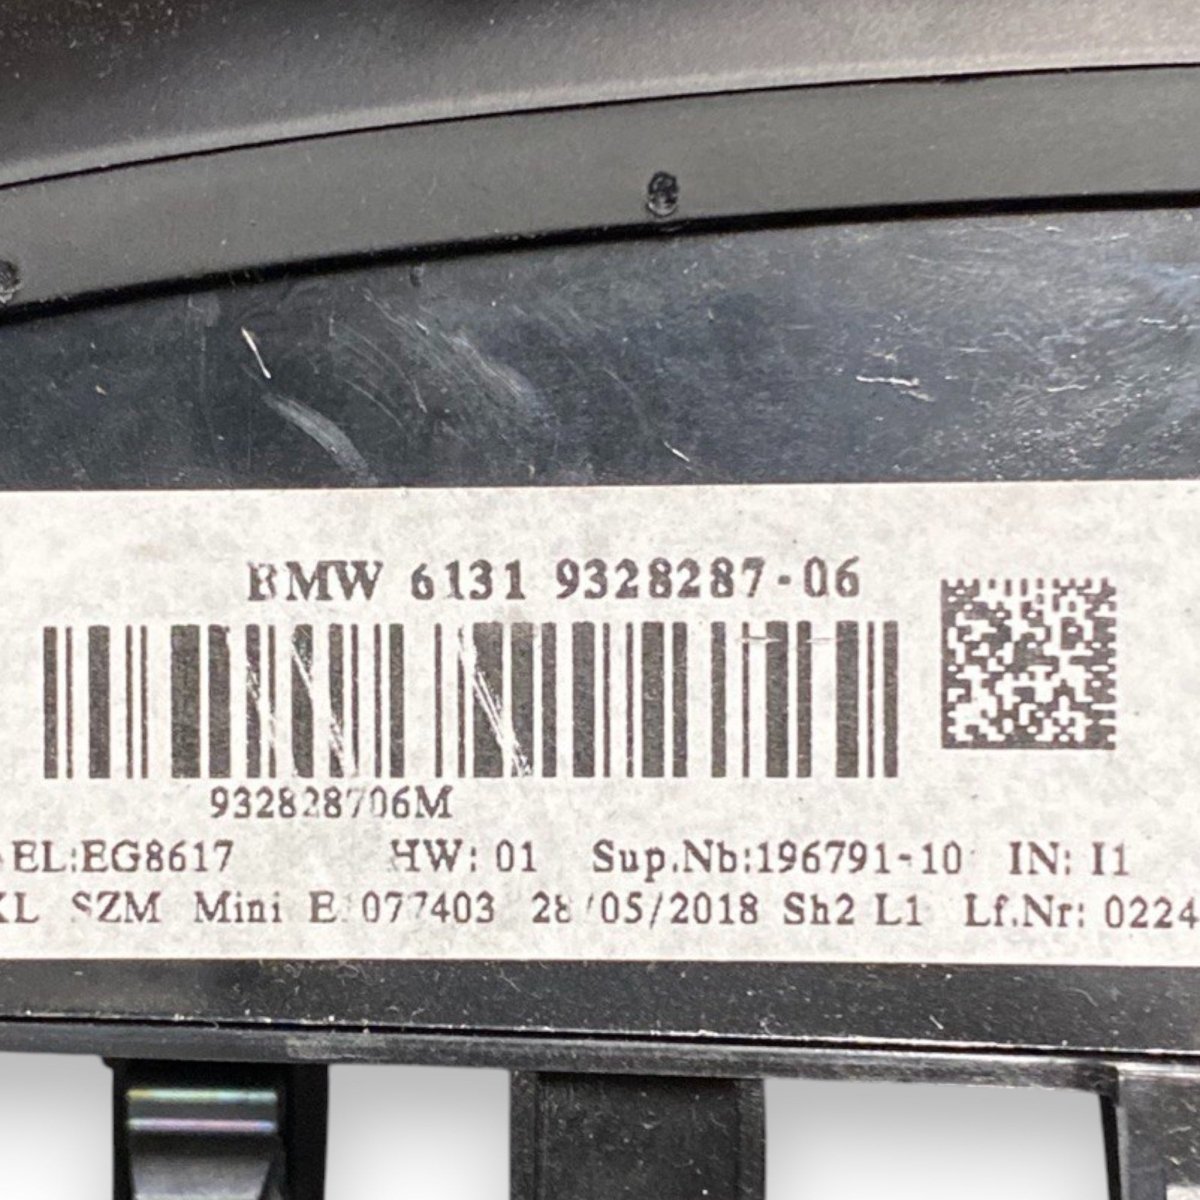 BMW 6131 9328287-06
932828706M
EL:EG8617 HW: 01 Sup.Nb:196791-10 IN: I1
XL SZM Mini E 077403 28/05/2018 Sh2 L1 Lf.Nr: 0224